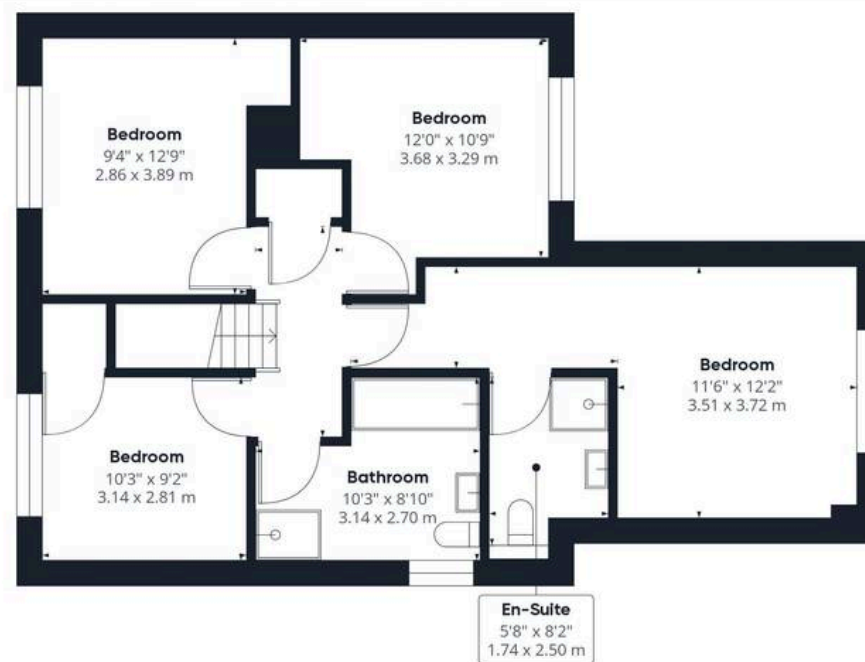 Bedroom
9'4" x 12'9"
2.86 x 3.89 m
Bedroom
12'0" x 10'9"
3.68 x 3.29 m
Bedroom
11'6" x 12'2"
3.51 x 3.72 m
Bedroom
10'3" x 9'2"
3.14 x 2.81 m
Bathroom
10'3" x 8'10"
3.14 x 2.70 m
En-Suite
5'8" x 8'2"
1.74 x 2.50 m